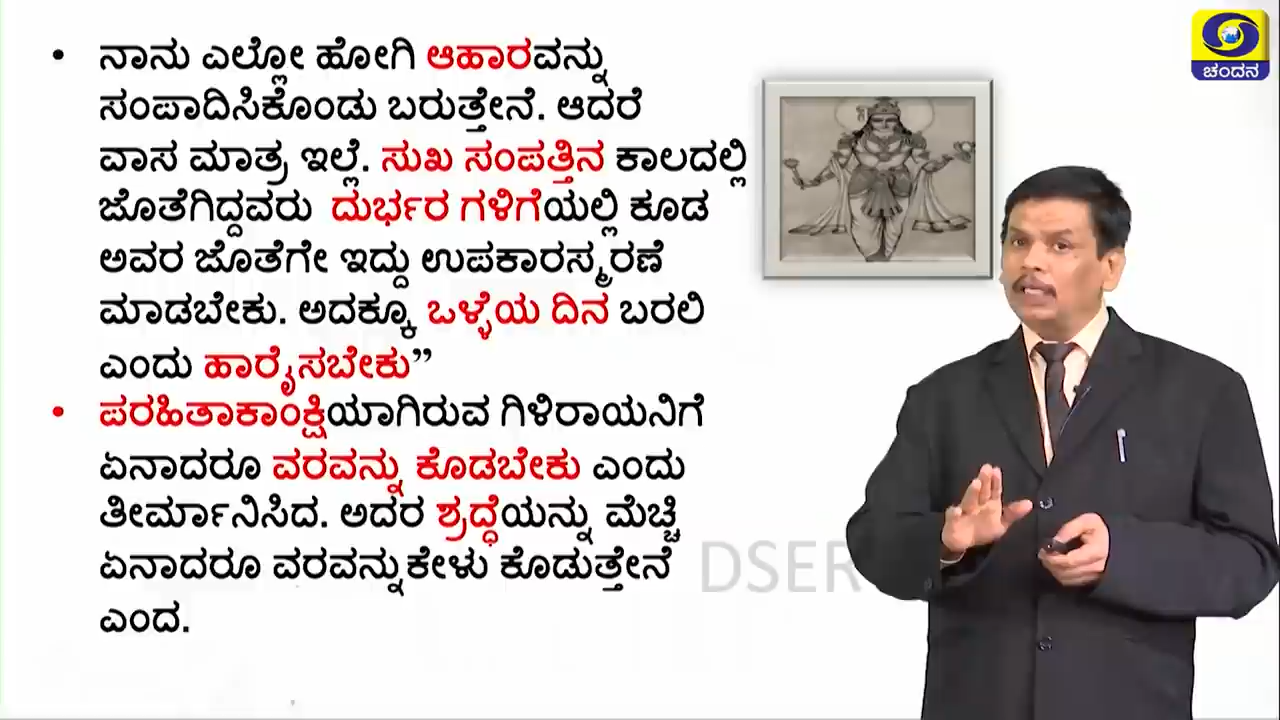 • ನಾನು ಎಲ್ಲೋ ಹೋಗಿ ಆಹಾರವನ್ನು
ಸಂಪಾದಿಸಿಕೊಂಡು ಬರುತ್ತೇನೆ. ಆದರೆ
ವಾಸ ಮಾತ್ರ ಇಲ್ಲೆ. ಸುಖ ಸಂಪತ್ತಿನ ಕಾಲದಲ್ಲಿ
ಜೊತೆಗಿದ್ದವರು ದುರ್ಭರ ಗಳಿಗೆಯಲ್ಲಿ ಕೂಡ
ಅವರ ಜೊತೆಗೇ ಇದ್ದು ಉಪಕಾರಸ್ಮರಣೆ
ಮಾಡಬೇಕು. ಅದಕ್ಕೂ ಒಳ್ಳೆಯ ದಿನ ಬರಲಿ
ಎಂದು ಹಾರೈಸಬೇಕು”
• ಪರಹಿತಾಕಾಂಕ್ಷಿಯಾಗಿರುವ ಗಿಳಿರಾಯನಿಗೆ
ಏನಾದರೂ ವರವನ್ನು ಕೊಡಬೇಕು ಎಂದು
ತೀರ್ಮಾನಿಸಿದ. ಅದರ ಶ್ರದ್ಧೆಯನ್ನು ಮೆಚ್ಚಿ
ಏನಾದರೂ ವರವನ್ನುಕೇಳು ಕೊಡುತ್ತೇನೆ
ಎಂದ.
ಚಂದನ
DSER